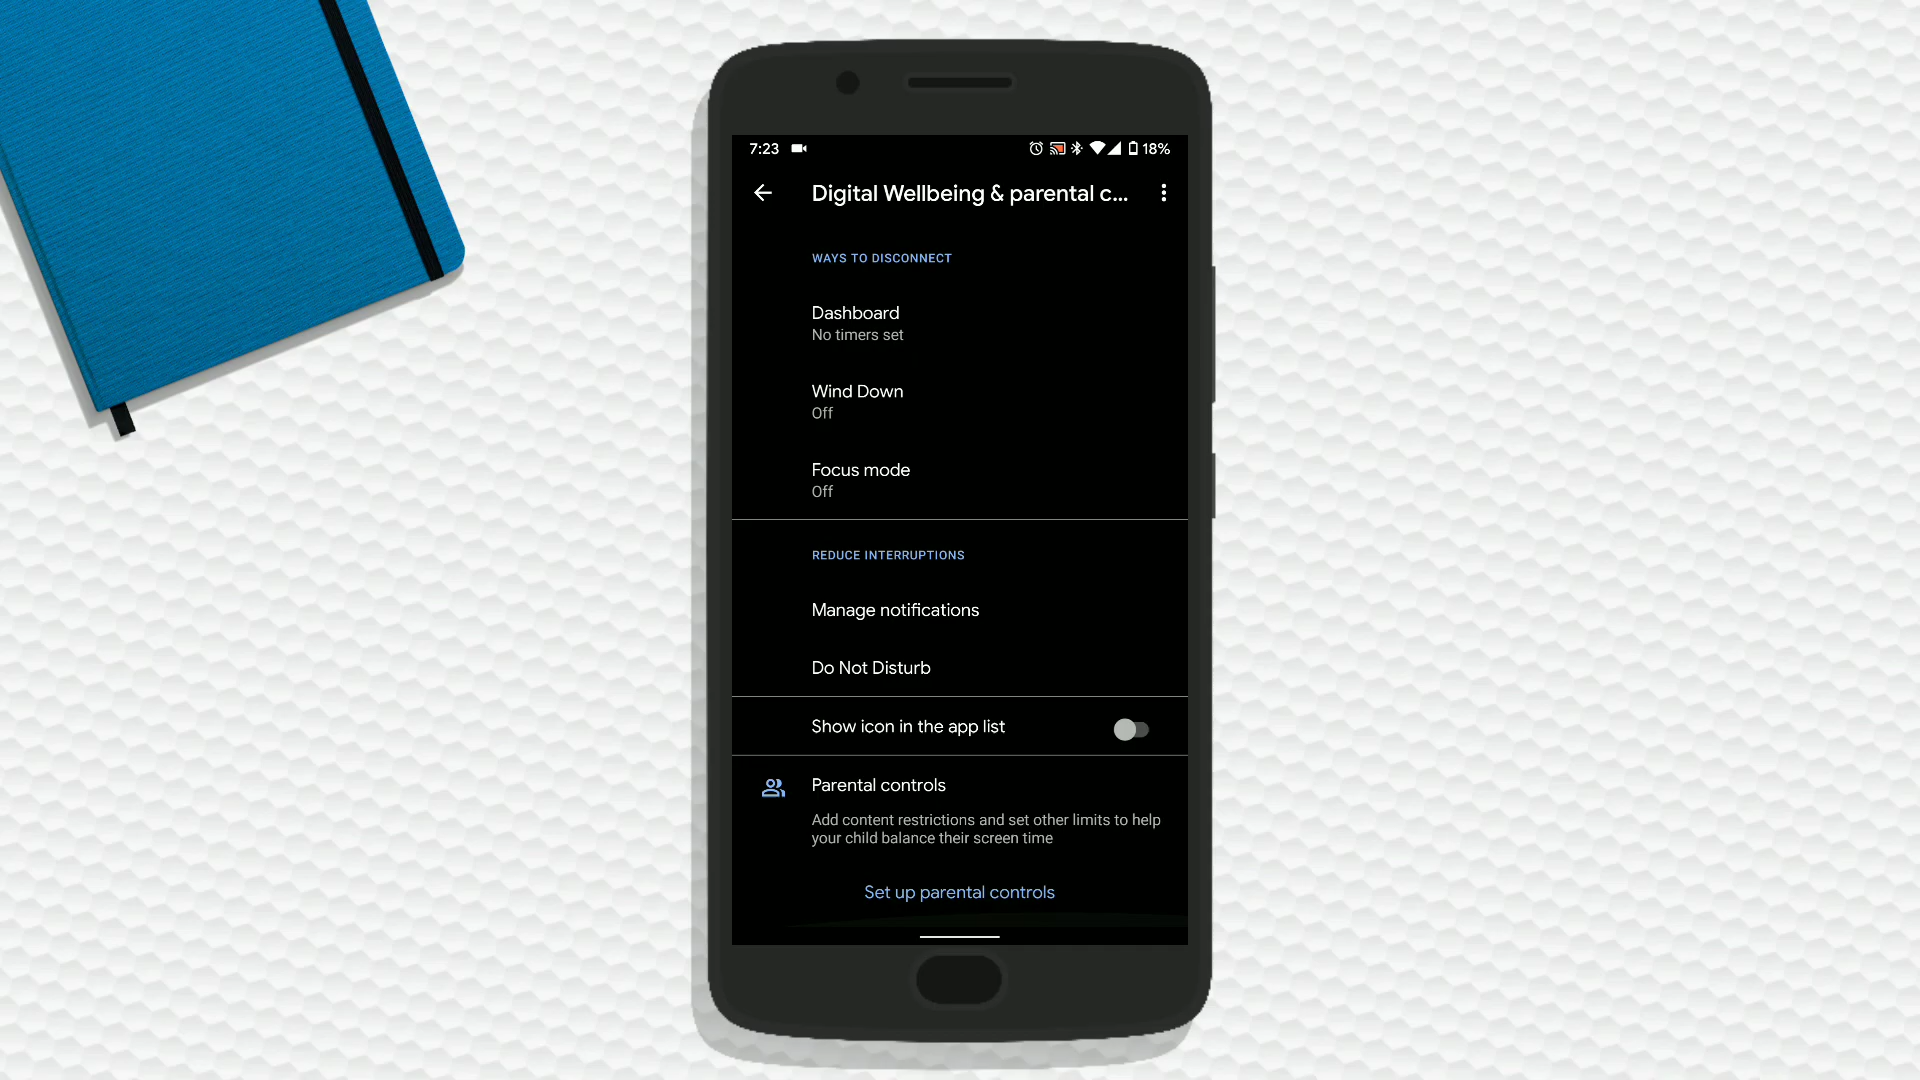 7:23
18%
Digital Wellbeing & parental c...
WAYS TO DISCONNECT
Dashboard
No timers set
Wind Down
Off
Focus mode
Off
REDUCE INTERRUPTIONS
Manage notifications
Do Not Disturb
Show icon in the app list
Parental controls
Add content restrictions and set other limits to help
your child balance their screen time
Set up parental controls